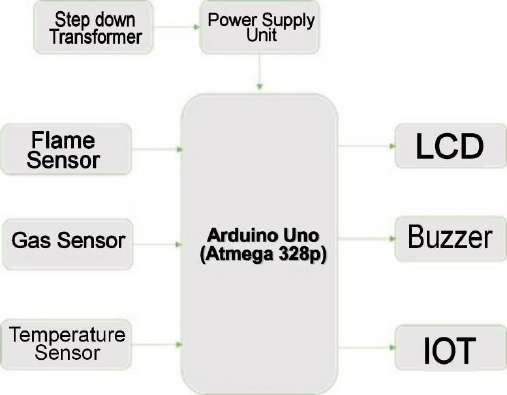 Step down
Transformer
Power Supply
Unit
Flame
Sensor
LCD
Gas Sensor
Arduino Uno
(Atmega 328p)
Buzzer
Temperature
Sensor
IOT